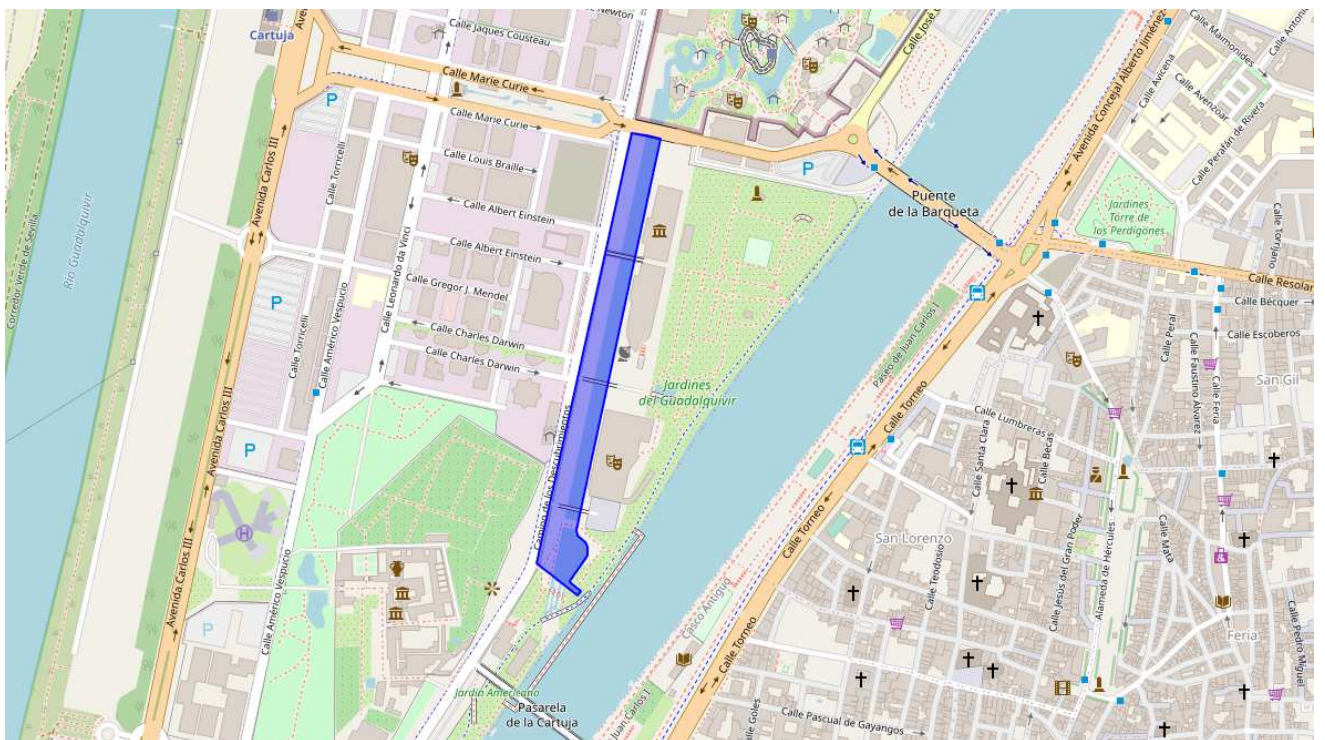 Newton
Calle Jaques Cousteau
Cartuja
Calle Marie Curie
Calle Marie Curie
Calle José d
Calle Maimonides
Calle Antonio
Calle Avicena
Calle Avenzoar
Calle Perafán de Rivera
Avenida Concejal Alberto Jiménez-
P
Calle Torricelli
Calle Louis Braille
Calle Albert Einstein
Calle Albert Einstein
Calle Gregor J. Mendel
Calle Charles Darwin
Calle Charles Darwin
Calle Leonardo da Vinci
Avenida Carlos III
P
Calle Torricelli
Calle Américo Vespucio
Avenida Carlos III
P
Río Guadalquivir
Corredor Verde de Sevilla
P
Puente
de la Barqueta
Jardines
Torre de
los Perdigones
Calle Torrigiano
Calle Resolan
Calle Bécquer
Calle Escoberos
San Gil
Calle Peral
Calle Faustino Álvarez
Calle Feria
Paseo de Juan Carlos I
Calle Torneo
Jardines
del Guadalquivir
Camino de los Descubrimientos
Calle Lumbreras
Calle Santa Clara
Calle Becas
Calle Torneo
San Lorenzo
Calle Teodosio
Calle Jesús del Gran Poder
Alameda de Hércules
Calle Mata
Feria
Calle Pedro Miguel
Casco Antiguo
Calle Torneo
H
Avenida Carlos III
Calle Américo Vespucio
P
Jardín Americano
Pasarela
de la Cartuja
Juan Carlos I
Calle Goles
Calle Pascual de Gayangos